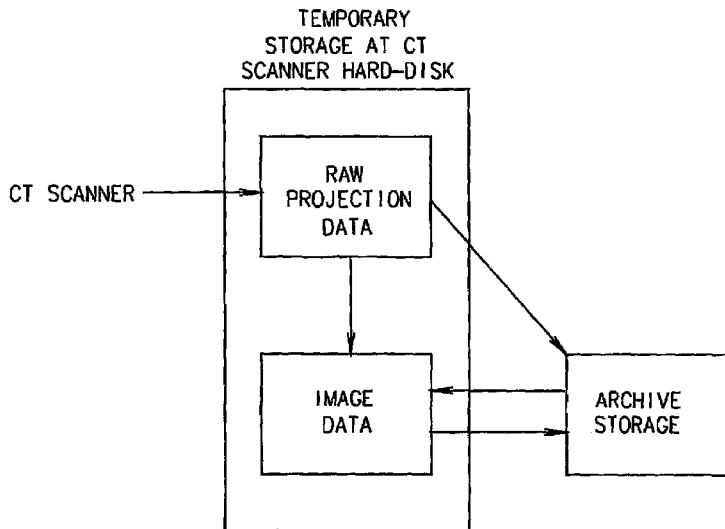 TEMPORARY
STORAGE AT CT
SCANNER HARD-DISK
CT SCANNER
RAW
PROJECTION
DATA
IMAGE
DATA
ARCHIVE
STORAGE